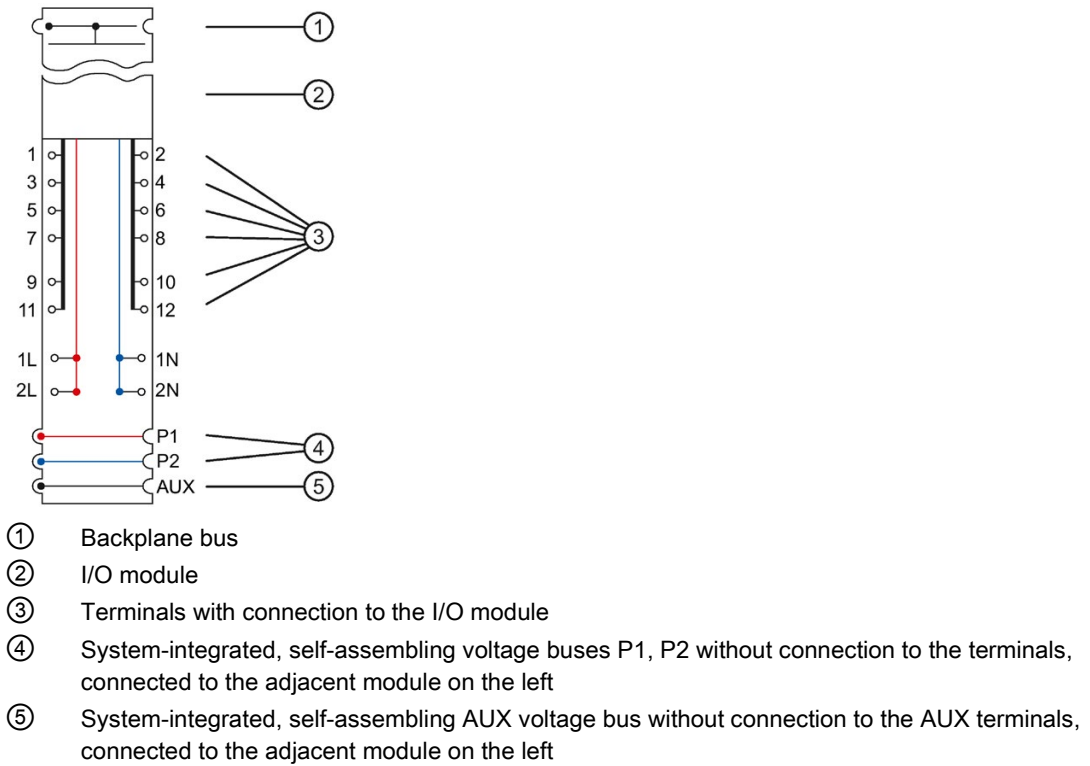 ①
②
1 2
3 4
5 6
7 8
③
9 10
11 12
1L 1N
2L 2N
P1
④
P2
AUX ⑤
① Backplane bus
② I/O module
③ Terminals with connection to the I/O module
④ System-integrated, self-assembling voltage buses P1, P2 without connection to the terminals,
connected to the adjacent module on the left
⑤ System-integrated, self-assembling AUX voltage bus without connection to the AUX terminals,
connected to the adjacent module on the left